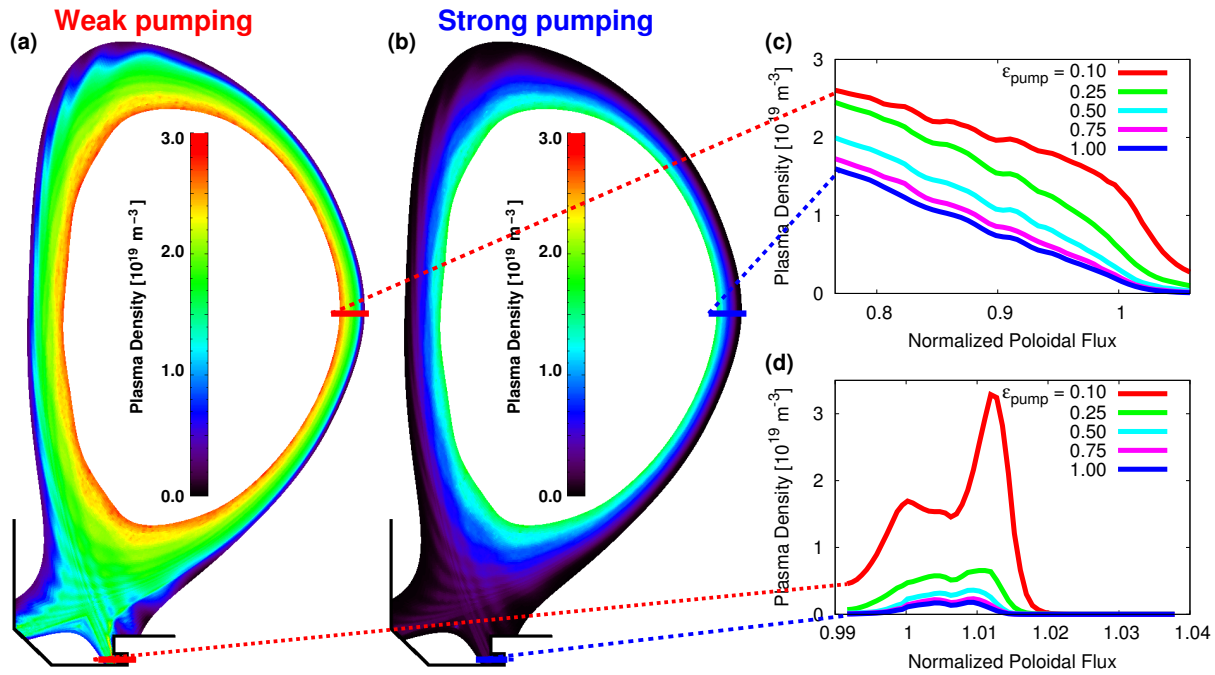 Weak pumping
Strong pumping
(a)
(b)
(c)
3.0
2.0
1.0
0.0
Plasma Density [10¹⁹ m⁻³]
3.0
2.0
1.0
0.0
Plasma Density [10¹⁹ m⁻³]
Plasma Density [10¹⁹ m⁻³]
3
2
1
0
εpump = 0.10
0.25
0.50
0.75
1.00
0.8 0.9 1
Normalized Poloidal Flux
(d)
Plasma Density [10¹⁹ m⁻³]
3
2
1
0
εpump = 0.10
0.25
0.50
0.75
1.00
0.99 1 1.01 1.02 1.03 1.04
Normalized Poloidal Flux